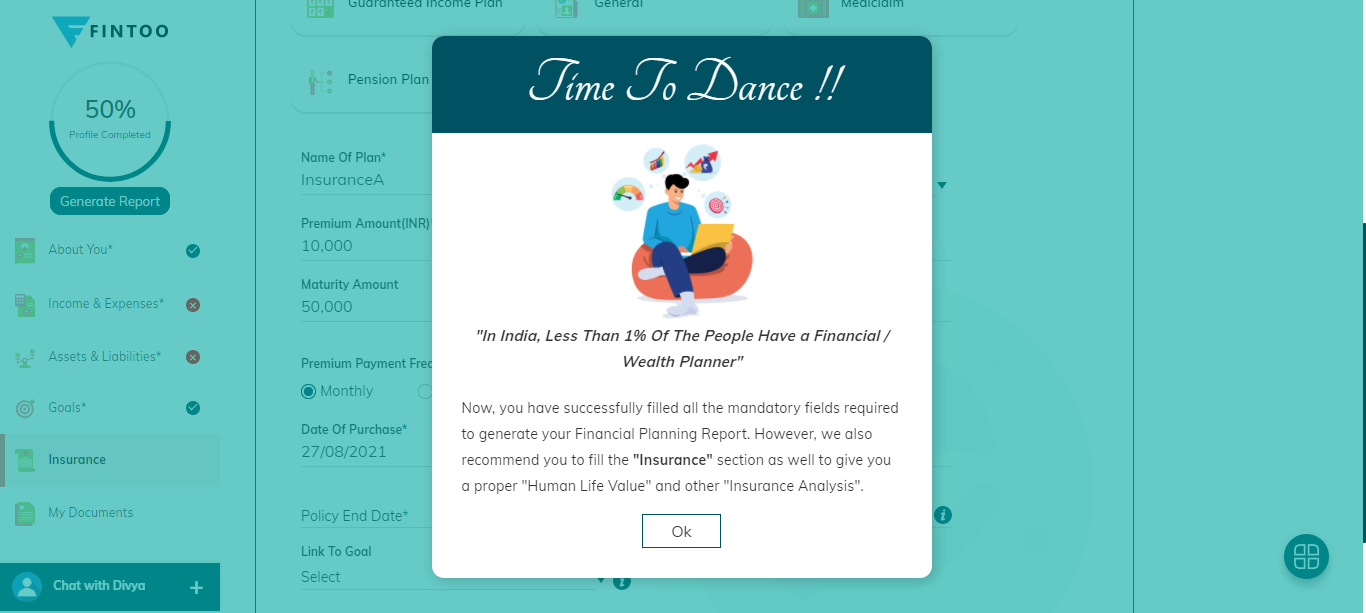 Guaranteed Income Plan
General
Mediclaim
FINTOO
Pension Plan
50%
Profile Completed
Generate Report
About You*
Income & Expenses*
Assets & Liabilities*
Goals*
Insurance
My Documents
Chat with Divya
+
Name Of Plan*
InsuranceA
Premium Amount(INR)
10,000
Maturity Amount
50,000
Premium Payment Freq
Monthly
Date Of Purchase*
27/08/2021
Policy End Date*
Link To Goal
Select
Time To Dance !!
"In India, Less Than 1% Of The People Have a Financial /
Wealth Planner"
Now, you have successfully filled all the mandatory fields required
to generate your Financial Planning Report. However, we also
recommend you to fill the "Insurance" section as well to give you
a proper "Human Life Value" and other "Insurance Analysis".
Ok